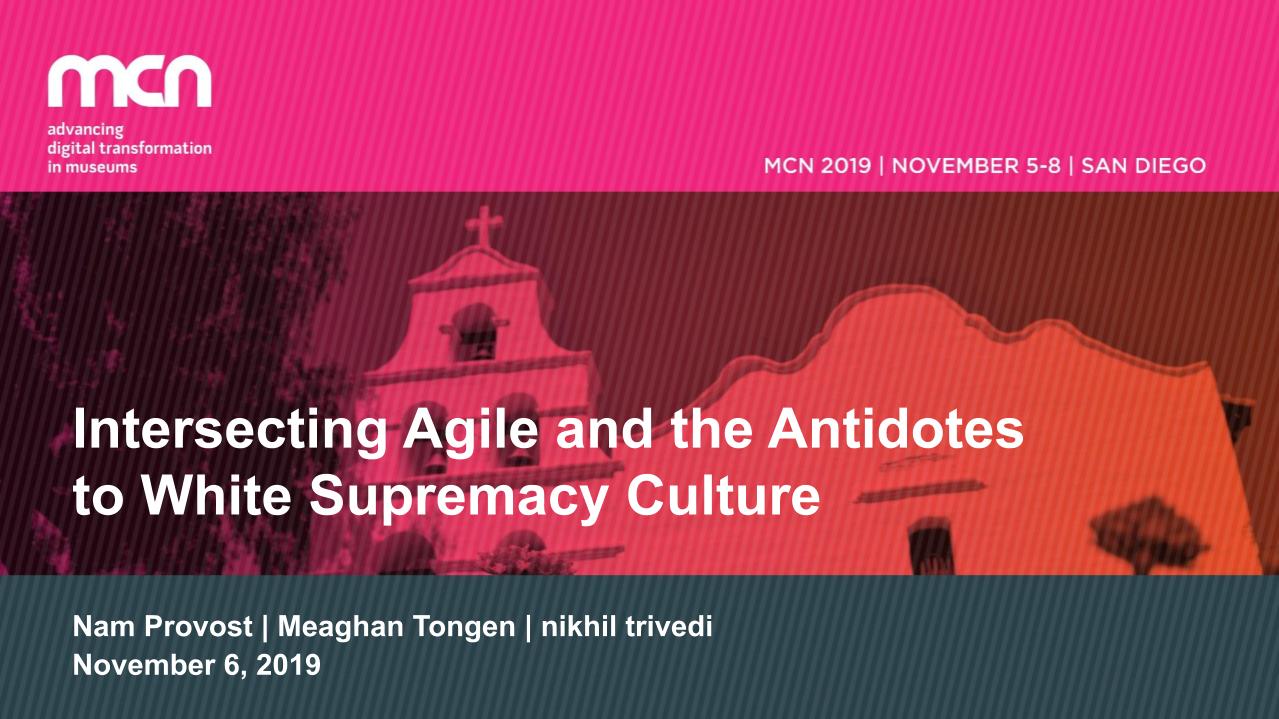 mcn
advancing
digital transformation
in museums
MCN 2019 | NOVEMBER 5-8 | SAN DIEGO
Intersecting Agile and the Antidotes
to White Supremacy Culture
Nam Provost | Meaghan Tongen | nikhil trivedi
November 6, 2019